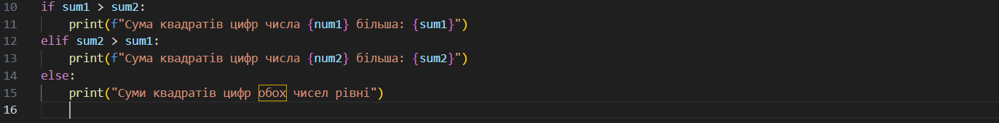 10 if sum1 > sum2:
11     print(f"Сума квадратів цифр числа {num1} більша: {sum1}")
12 elif sum2 > sum1:
13     print(f"Сума квадратів цифр числа {num2} більша: {sum2}")
14 else:
15     print("Суми квадратів цифр обох чисел рівні")
16